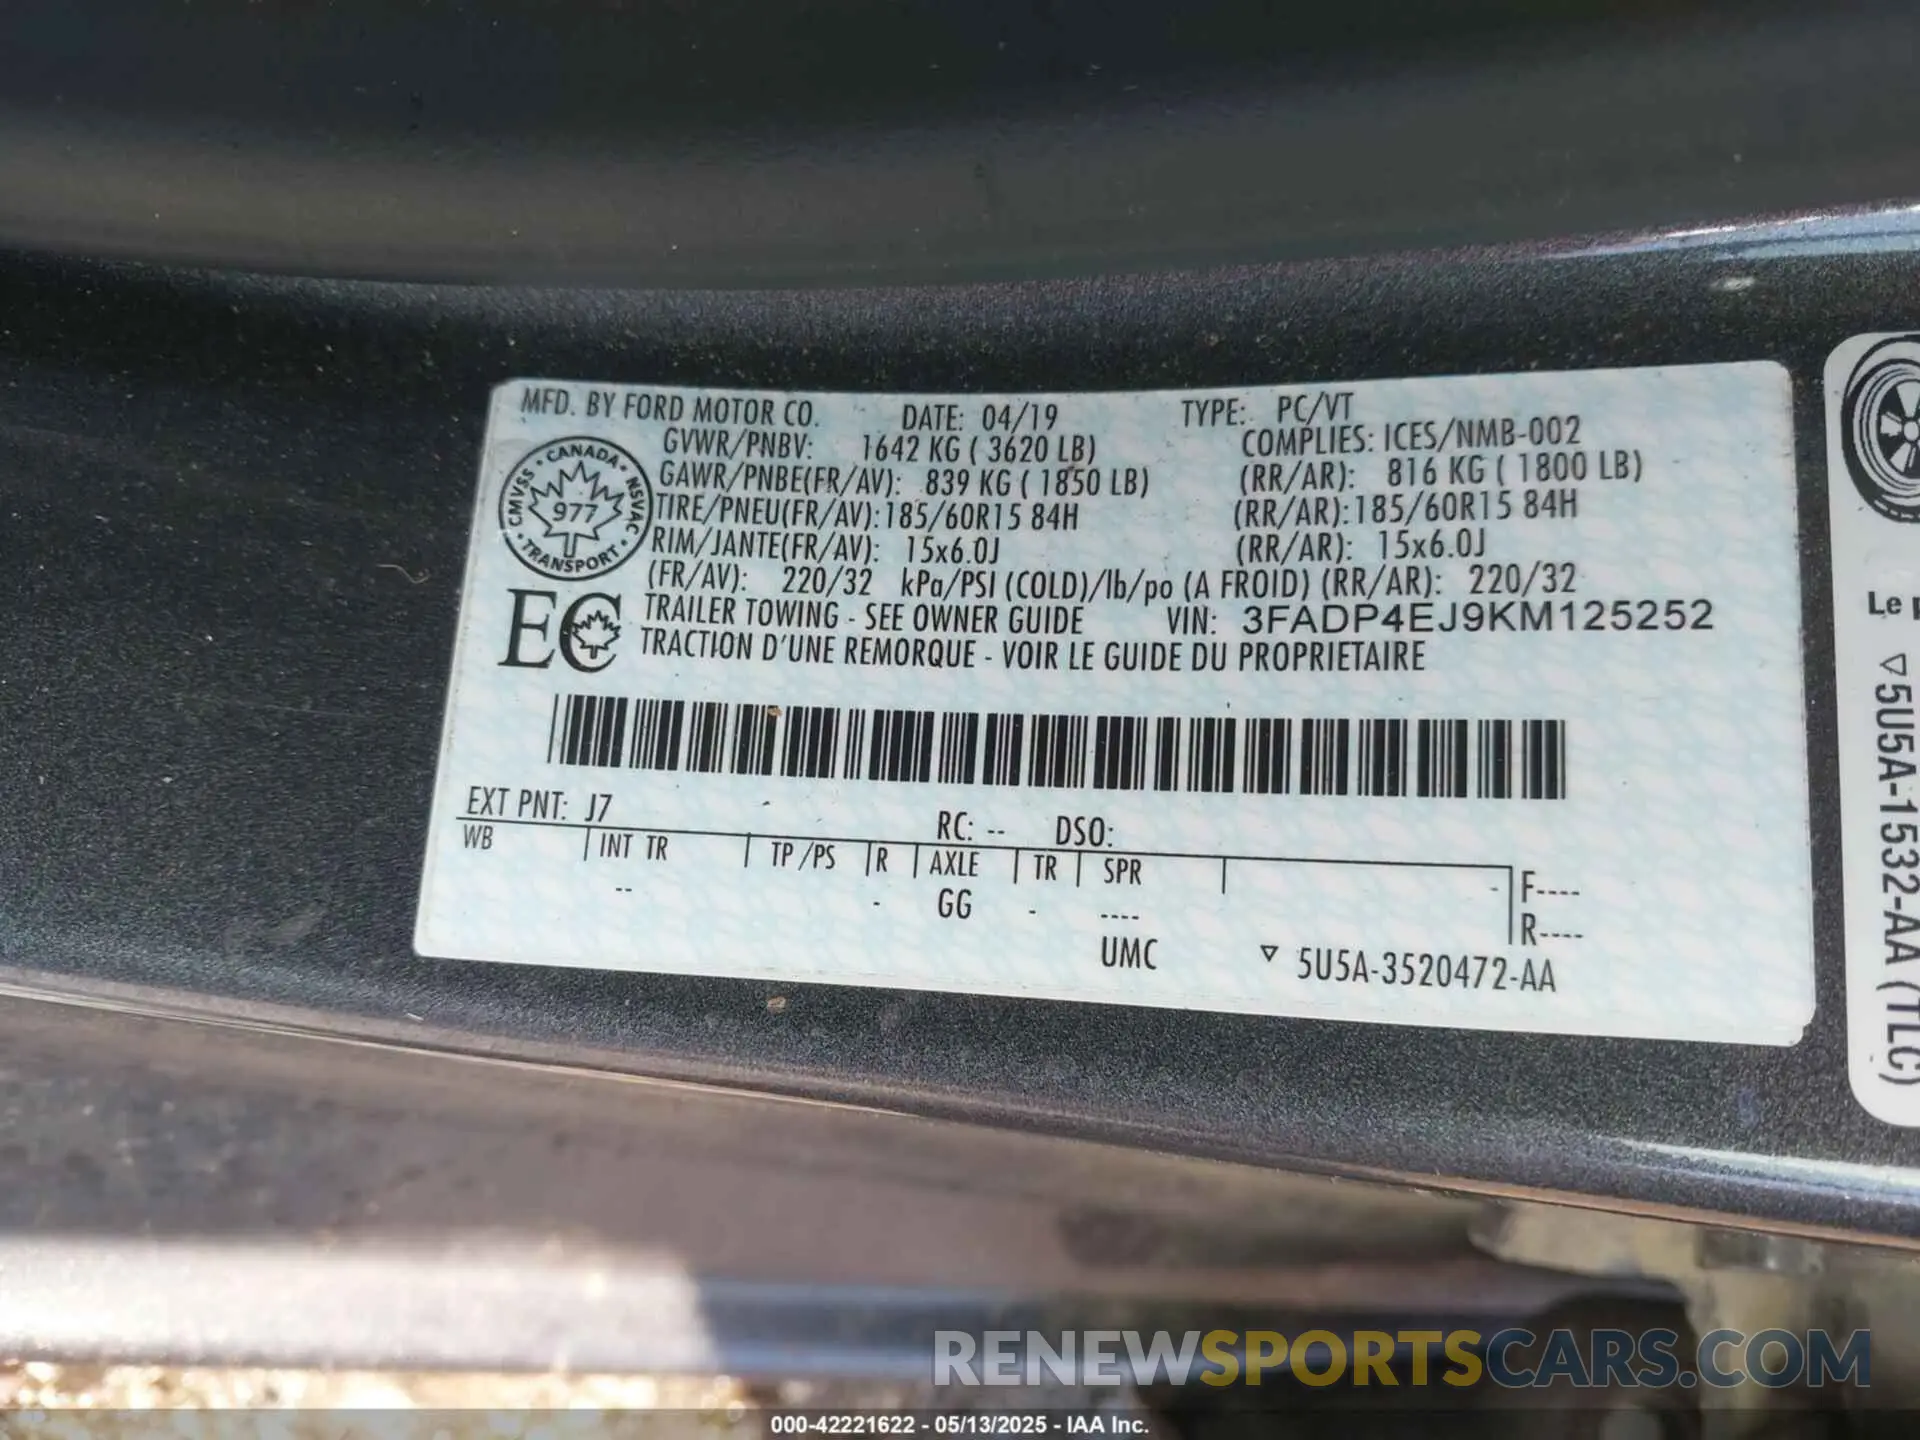 MFD. BY FORD MOTOR CO. DATE: 04/19 TYPE: PC/VT
GVWR/PNBV: 1642 KG ( 3620 LB) COMPLIES: ICES/NMB-002
GAWR/PNBE(FR/AV): 839 KG ( 1850 LB) (RR/AR): 816 KG ( 1800 LB)
TIRE/PNEU(FR/AV): 185/60R15 84H (RR/AR): 185/60R15 84H
RIM/JANTE(FR/AV): 15x6.0J (RR/AR): 15x6.0J
(FR/AV): 220/32 kPa/PSI (COLD)/lb/po (A FROID) (RR/AR): 220/32
TRAILER TOWING - SEE OWNER GUIDE VIN: 3FADP4EJ9KM125252
TRACTION D'UNE REMORQUE - VOIR LE GUIDE DU PROPRIETAIRE
CMVSS • CANADA • NSVAC • TRANSPORT •
977
EC
EXT PNT: J7 RC: -- DSO:
WB INT TR TP/PS R AXLE TR SPR
-- - GG - ---- - F----
R----
UMC ▽ 5U5A-3520472-AA
Le
▽5U5A-1532-AA (TLC)
RENEWSPORTSCARS.COM
000-42221622 - 05/13/2025 - IAA Inc.